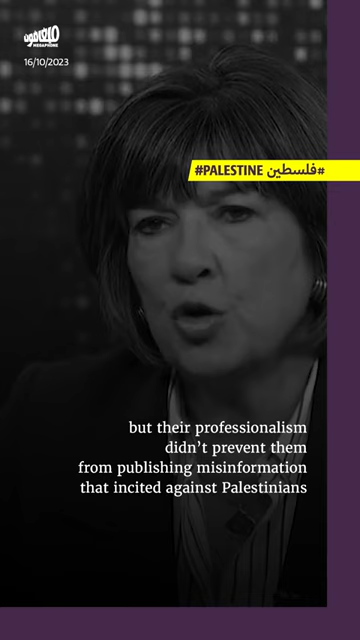 ميغافون
MEGAPHONE
16/10/2023
#PALESTINE فلسطين#
but their professionalism
didn't prevent them
from publishing misinformation
that incited against Palestinians